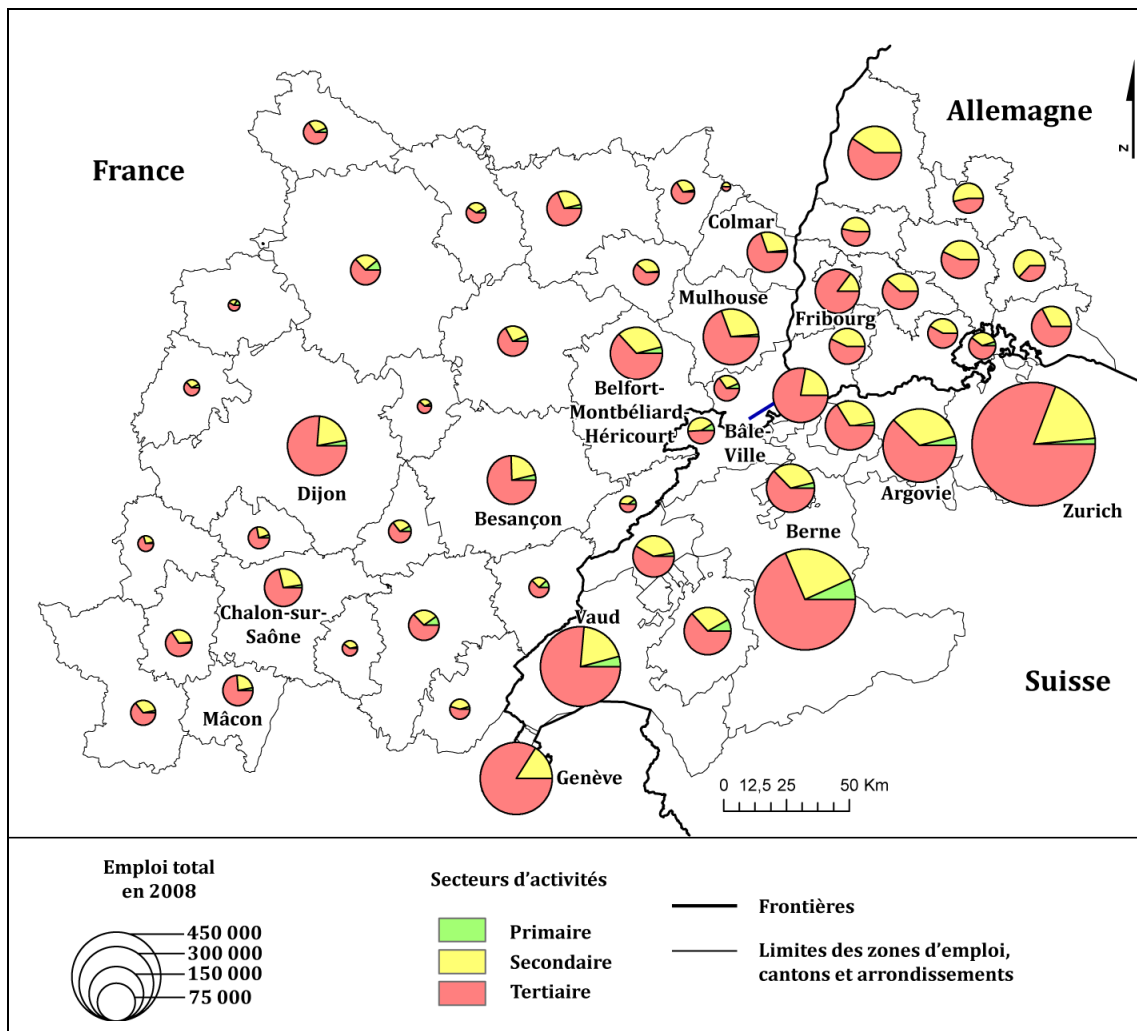 Allemagne
France
Z
Colmar
Mulhouse
Fribourg
Belfort-
Montbéliard
Héricourt
Bâle-
Ville
Dijon
Besançon
Argovie
Zurich
Berne
Chalon-sur-
Saône
Vaud
Suisse
Mâcon
Genève
0 12,5 25 50 Km
Emploi total
en 2008
450 000
300 000
150 000
75 000
Secteurs d'activités
Primaire
Secondaire
Tertiaire
Frontières
Limites des zones d'emploi,
cantons et arrondissements